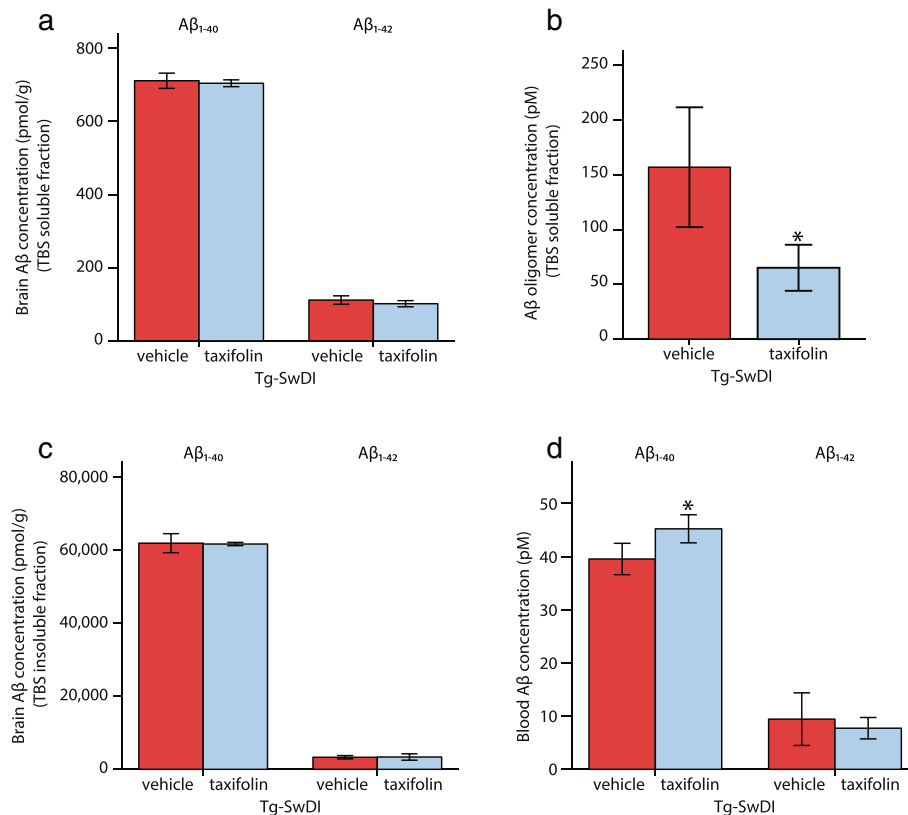 a
Aβ₁₋₄₀ Aβ₁₋₄₂
Brain Aβ concentration (pmol/g)
(TBS soluble fraction)
800
600
400
200
0
vehicle taxifolin vehicle taxifolin
Tg-SwDI
b
Aβ oligomer concentration (pM)
(TBS soluble fraction)
250
200
150
100
50
0
*
vehicle taxifolin
Tg-SwDI
c
Aβ₁₋₄₀ Aβ₁₋₄₂
Brain Aβ concentration (pmol/g)
(TBS insoluble fraction)
80,000
60,000
40,000
20,000
0
vehicle taxifolin vehicle taxifolin
Tg-SwDI
d
Aβ₁₋₄₀ Aβ₁₋₄₂
Blood Aβ concentration (pM)
50
40
30
20
10
0
*
vehicle taxifolin vehicle taxifolin
Tg-SwDI